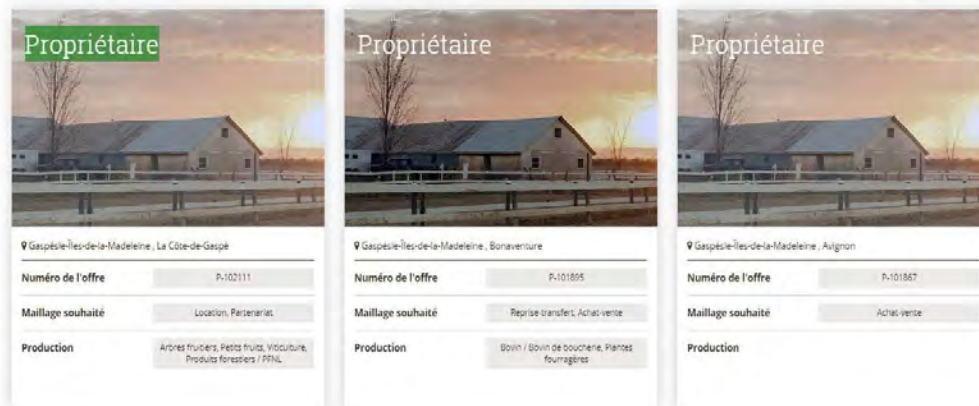 Propriétaire
Gaspésie-Îles-de-la-Madeleine , La Côte-de-Gaspé
Numéro de l'offre P-102111
Maillage souhaité Location, Partenariat
Production Arbres fruitiers, Petits fruits, Viticulture,
Produits forestiers / PFNL
Propriétaire
Gaspésie-Îles-de-la-Madeleine , Bonaventure
Numéro de l'offre P-101895
Maillage souhaité Reprise-transfert, Achat-vente
Production Bovin / Bovin de boucherie, Plantes
fourragères
Propriétaire
Gaspésie-Îles-de-la-Madeleine , Avignon
Numéro de l'offre P-101867
Maillage souhaité Achat-vente
Production